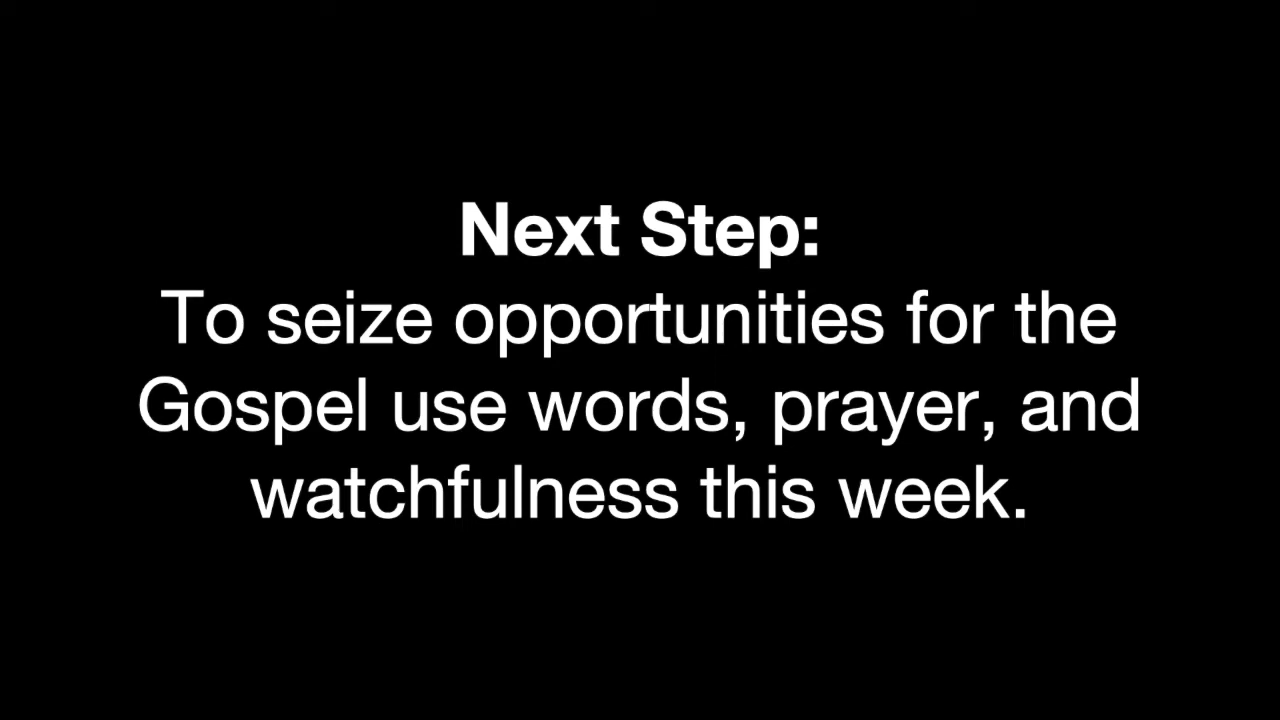 Next Step:
To seize opportunities for the
Gospel use words, prayer, and
watchfulness this week.